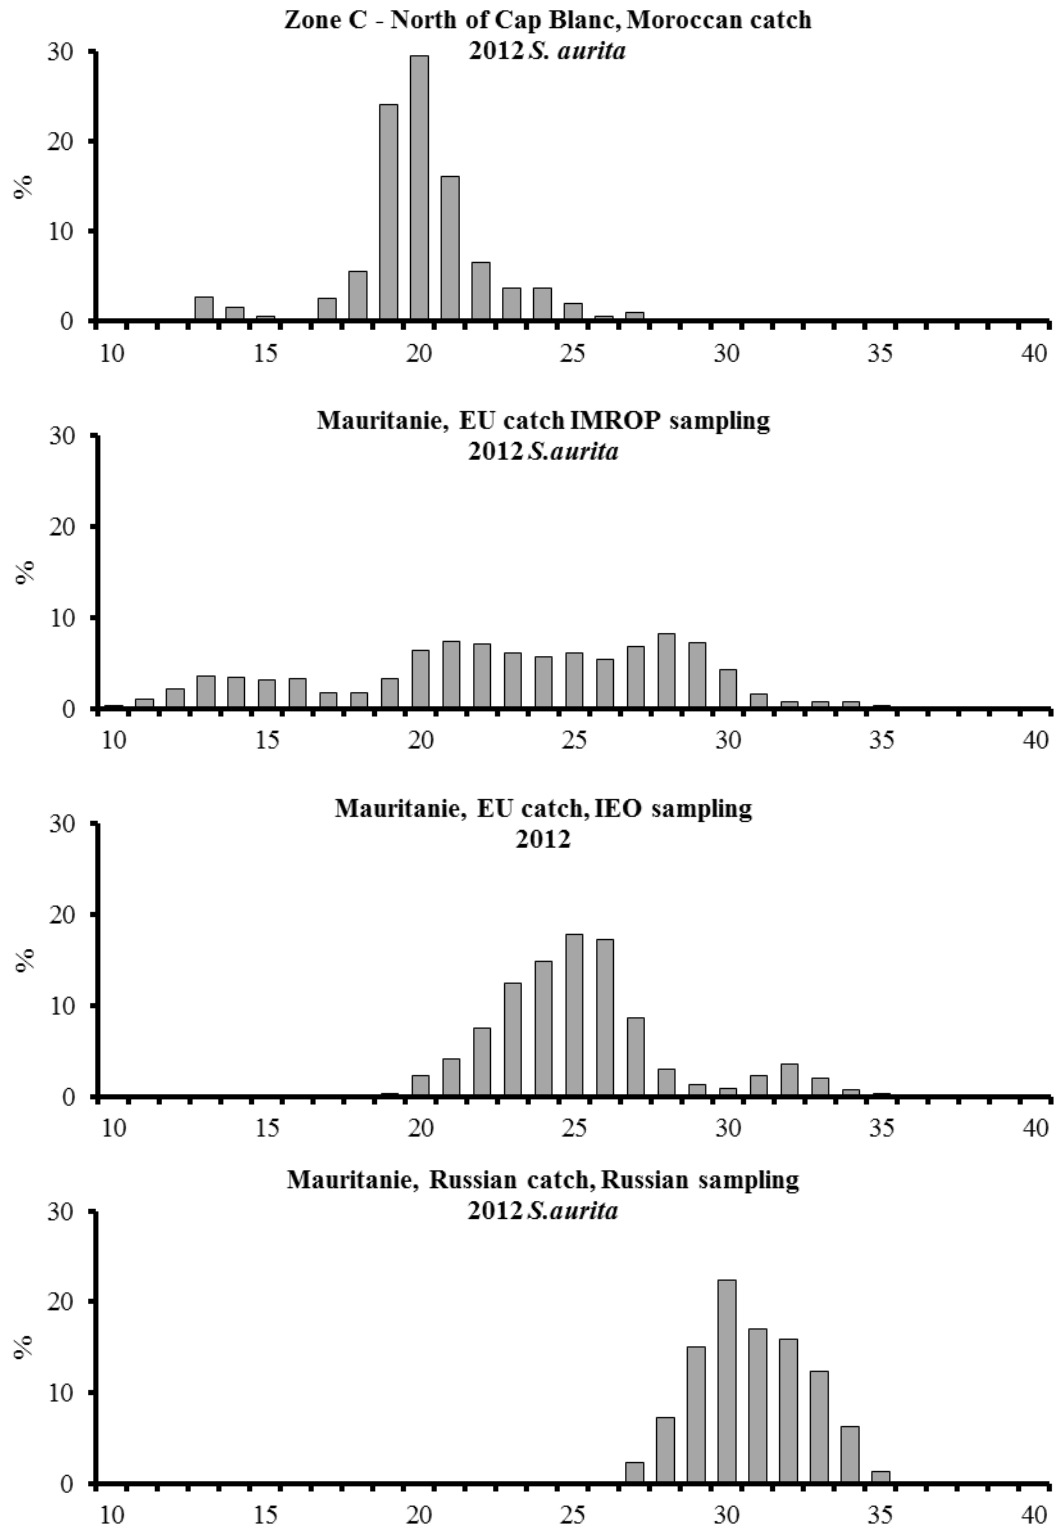 Zone C - North of Cap Blanc, Moroccan catch
2012 S. aurita
30
20
%
10
0
10 15 20 25 30 35 40
Mauritanie, EU catch IMROP sampling
2012 S.aurita
30
20
%
10
0
10 15 20 25 30 35 40
Mauritanie, EU catch, IEO sampling
2012
30
20
%
10
0
10 15 20 25 30 35 40
Mauritanie, Russian catch, Russian sampling
2012 S.aurita
30
20
%
10
0
10 15 20 25 30 35 40